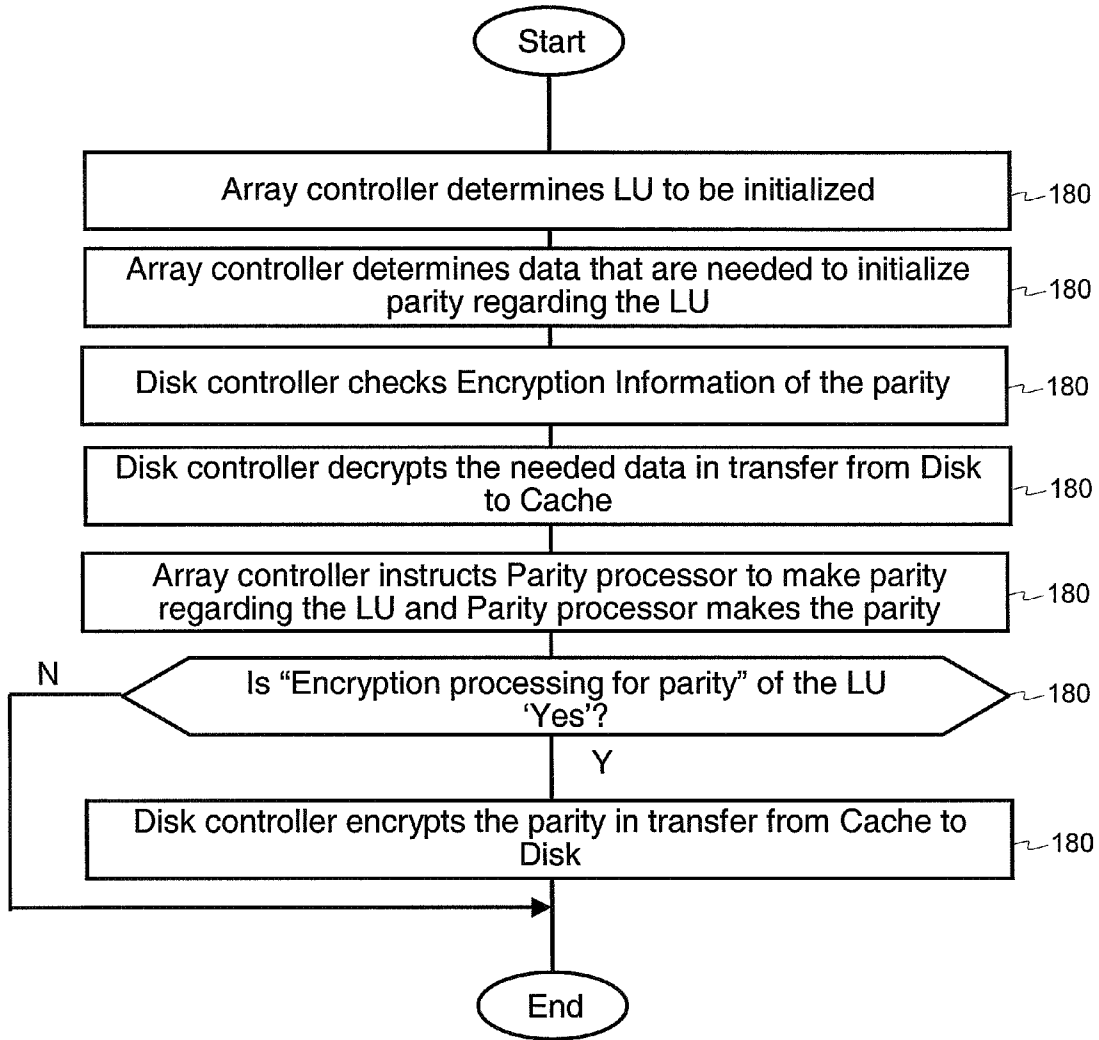 Start
Array controller determines LU to be initialized
180
Array controller determines data that are needed to initialize
parity regarding the LU
180
Disk controller checks Encryption Information of the parity
180
Disk controller decrypts the needed data in transfer from Disk
to Cache
180
Array controller instructs Parity processor to make parity
regarding the LU and Parity processor makes the parity
180
N
Is “Encryption processing for parity” of the LU
‘Yes’?
180
Y
Disk controller encrypts the parity in transfer from Cache to
Disk
180
End